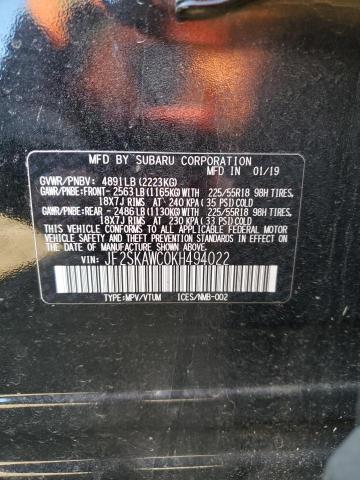 MFD BY SUBARU CORPORATION
MFD IN 01/19
GVWR/PNBV: 4891LB(2223KG)
GAWR/PNBE:FRONT-2563LB(1165KG)WITH 225/55R18 98H TIRES,
18X7J RIMS AT 240 KPA(35 PSI)COLD
GAWR/PNBE:REAR -2486LB(1130KG)WITH 225/55R18 98H TIRES,
18X7J RIMS AT 230 KPA(33 PSI)COLD
THIS VEHICLE CONFORMS TO ALL APPLICABLE FEDERAL
MOTOR VEHICLE SAFETY, BUMPER, AND THEFT PREVENTION
STANDARDS IN EFFECT ON THE DATE OF MANUFACTURE SHOWN ABOVE.
VIN: JF2SKAWC0KH494022
TYPE:MPV/VTUM ICES/NMB-002